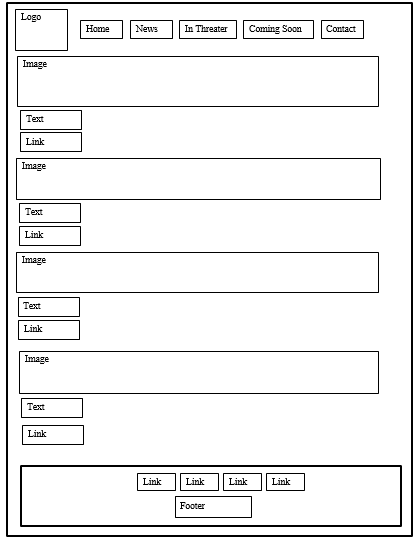 Logo
Home
News
In Threater
Coming Soon
Contact
Image
Text
Link
Image
Text
Link
Image
Text
Link
Image
Text
Link
Link
Link
Link
Link
Footer